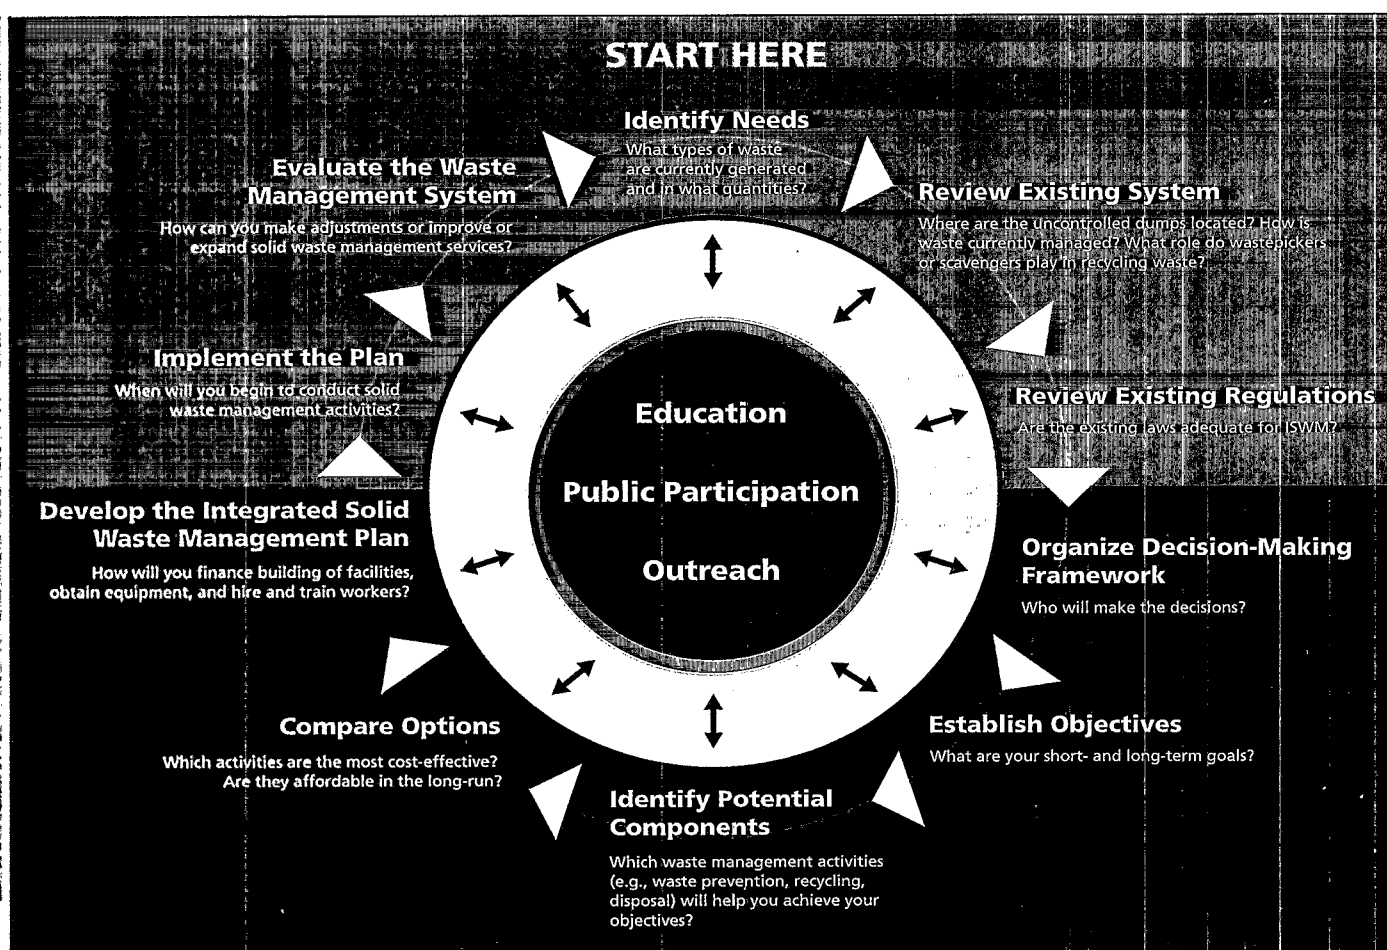 START HERE
Identify Needs
What types of waste
are currently generated
and in what quantities?
Review Existing System
Where are the uncontrolled dumps located? How is
waste currently managed? What role do wastepickers
or scavengers play in recycling waste?
Review Existing Regulations
Are the existing laws adequate for ISWM?
Organize Decision-Making
Framework
Who will make the decisions?
Establish Objectives
What are your short- and long-term goals?
Identify Potential
Components
Which waste management activities
(e.g., waste prevention, recycling,
disposal) will help you achieve your
objectives?
Compare Options
Which activities are the most cost-effective?
Are they affordable in the long-run?
Develop the Integrated Solid
Waste Management Plan
How will you finance building of facilities,
obtain equipment, and hire and train workers?
Implement the Plan
When will you begin to conduct solid
waste management activities?
Evaluate the Waste
Management System
How can you make adjustments or improve or
expand solid waste management services?
Education
Public Participation
Outreach